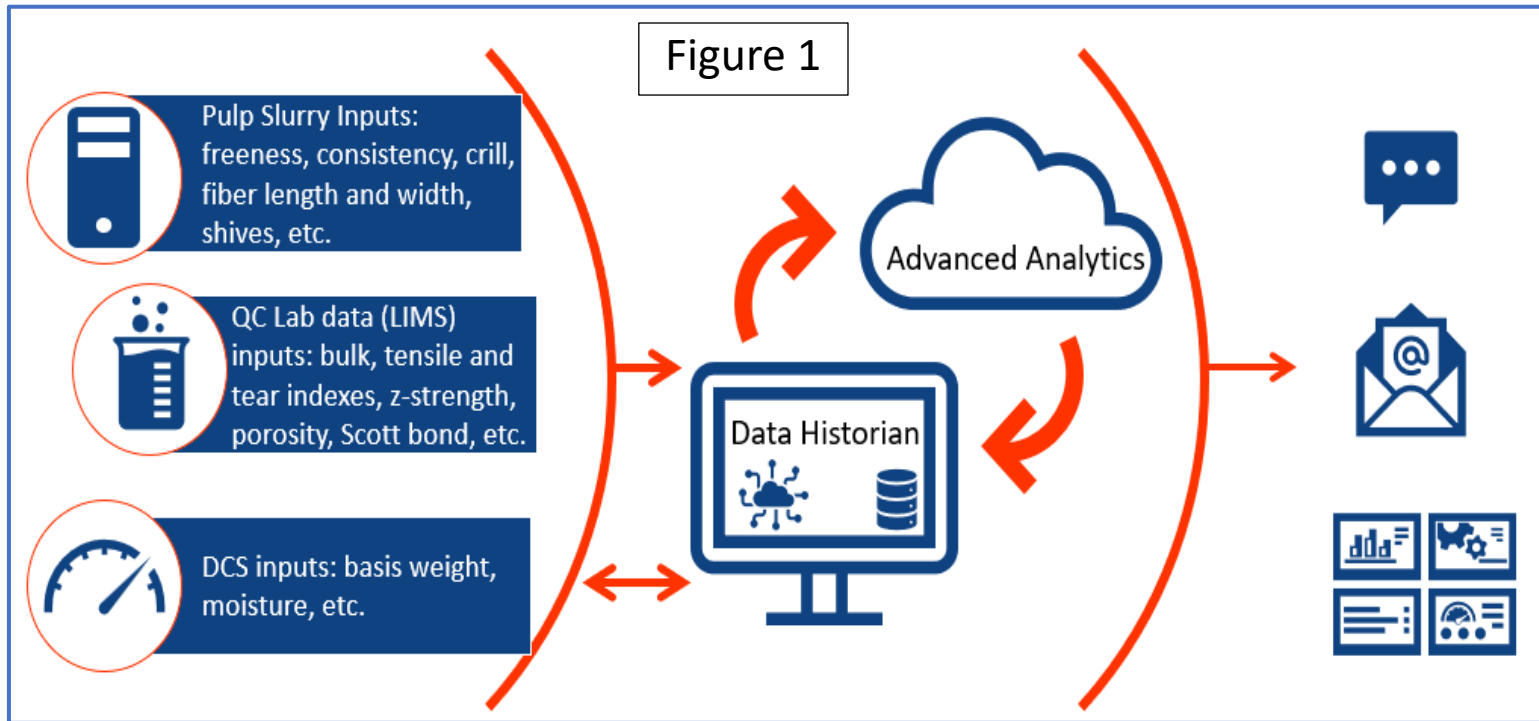 Figure 1
Pulp Slurry Inputs:
freeness, consistency, crill,
fiber length and width,
shives, etc.
QC Lab data (LIMS)
inputs: bulk, tensile and
tear indexes, z-strength,
porosity, Scott bond, etc.
DCS inputs: basis weight,
moisture, etc.
Advanced Analytics
Data Historian
@